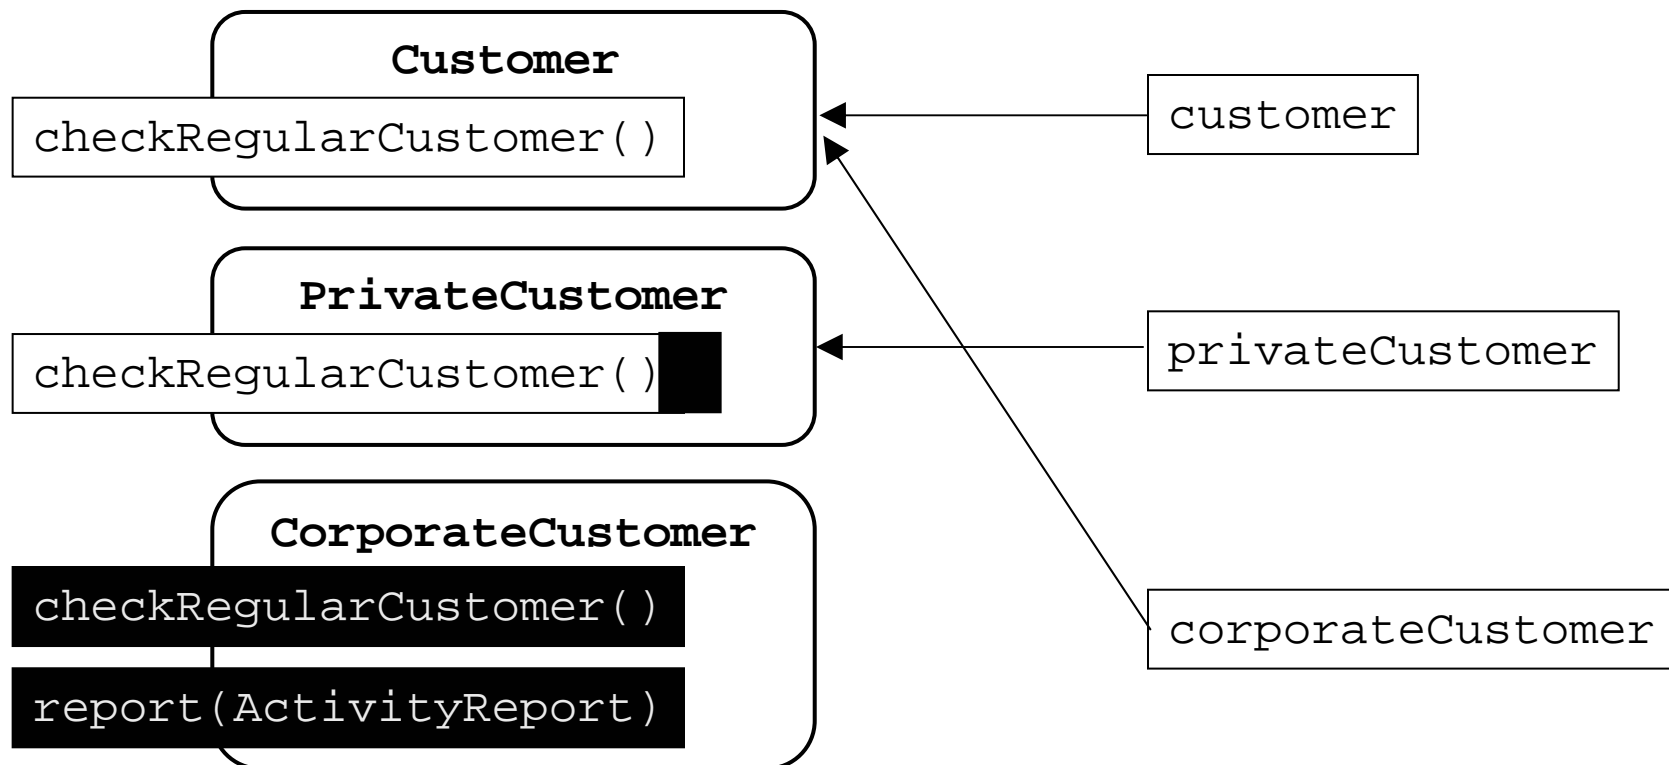 Customer
checkRegularCustomer()
customer
PrivateCustomer
checkRegularCustomer()
privateCustomer
CorporateCustomer
checkRegularCustomer()
corporateCustomer
report(ActivityReport)